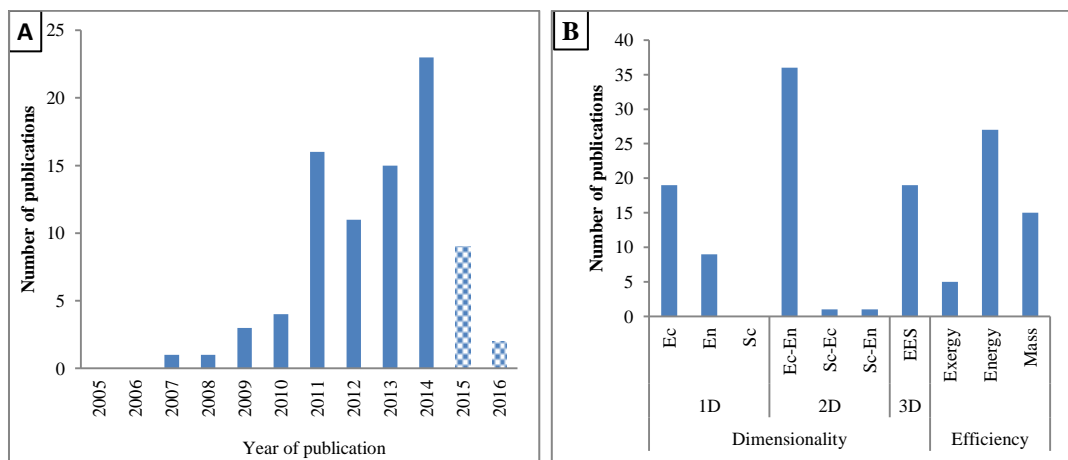 A
Number of publications
25
20
15
10
5
0
2005
2006
2007
2008
2009
2010
2011
2012
2013
2014
2015
2016
Year of publication
B
Number of publications
40
35
30
25
20
15
10
5
0
Ec
En
Sc
Ec-En
Sc-Ec
Sc-En
EES
Exergy
Energy
Mass
1D
2D
3D
Dimensionality
Efficiency